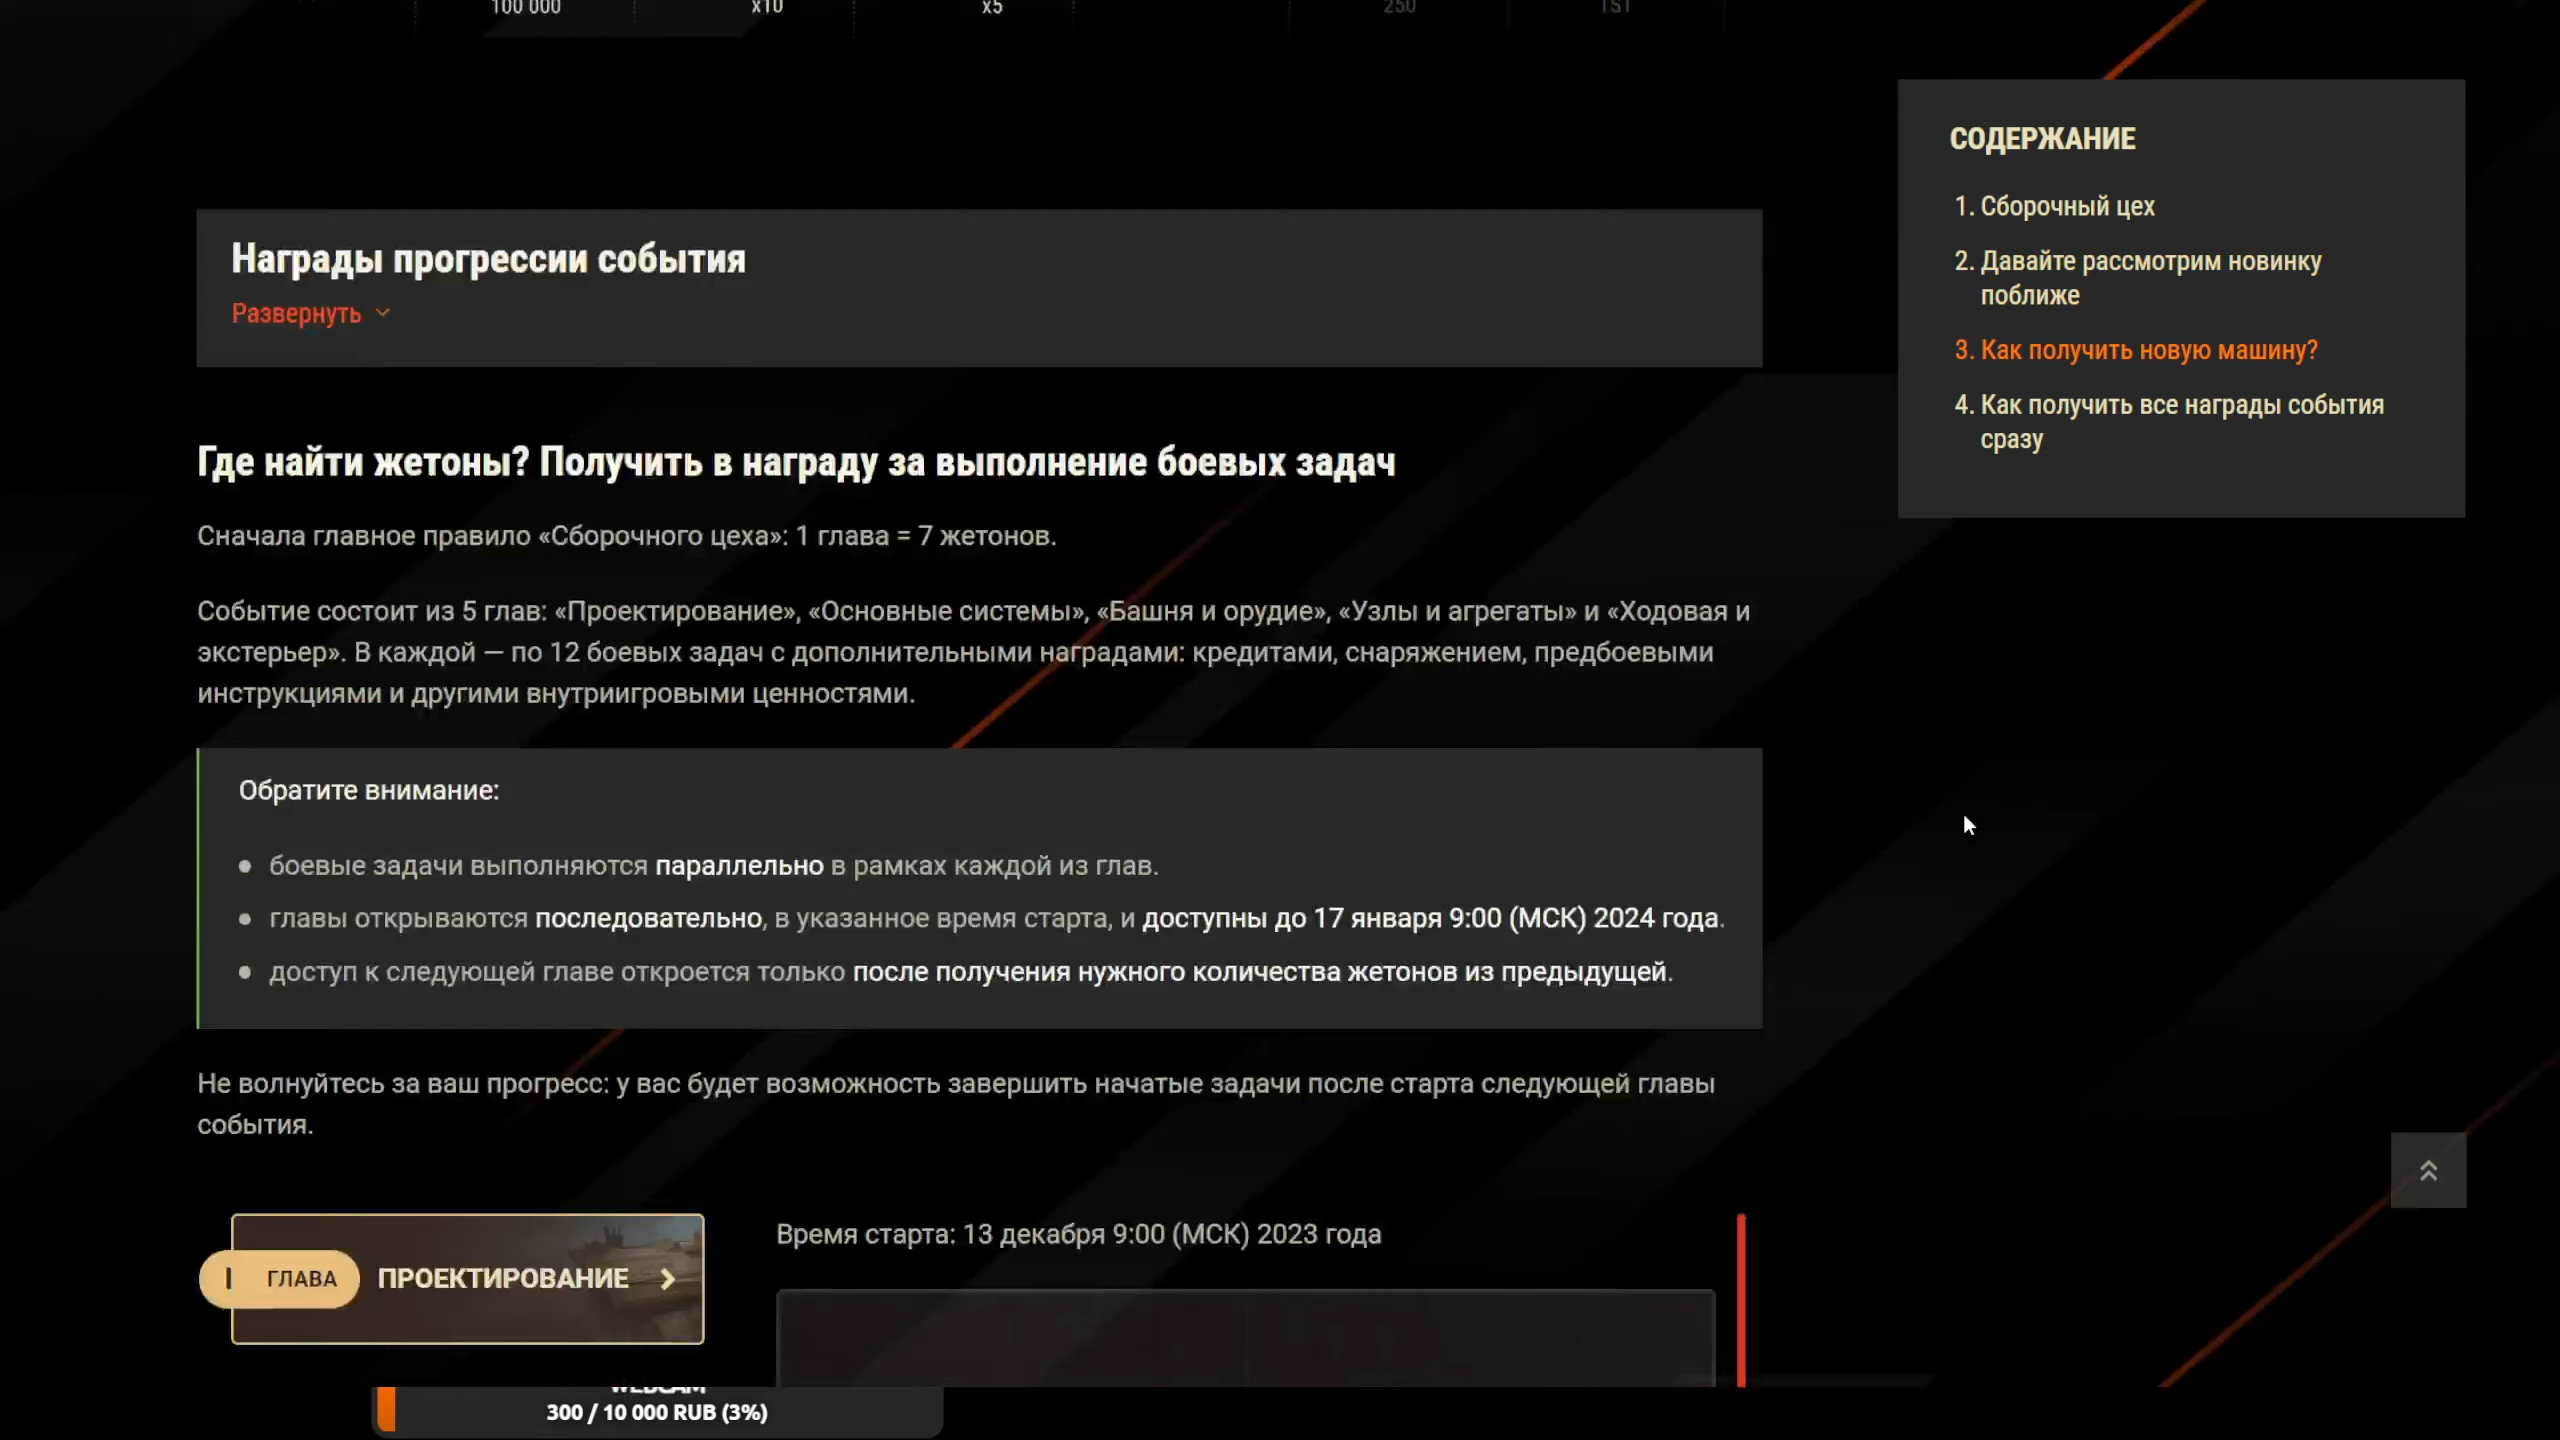 100 000
x10
x5
250
TST
Награды прогрессии события
Развернуть
Где найти жетоны? Получить в награду за выполнение боевых задач
Сначала главное правило «Сборочного цеха»: 1 глава = 7 жетонов.
Событие состоит из 5 глав: «Проектирование», «Основные системы», «Башня и орудие», «Узлы и агрегаты» и «Ходовая и
экстерьер». В каждой — по 12 боевых задач с дополнительными наградами: кредитами, снаряжением, предбоевыми
инструкциями и другими внутриигровыми ценностями.
Обратите внимание:
боевые задачи выполняются параллельно в рамках каждой из глав.
главы открываются последовательно, в указанное время старта, и доступны до 17 января 9:00 (МСК) 2024 года.
доступ к следующей главе откроется только после получения нужного количества жетонов из предыдущей.
Не волнуйтесь за ваш прогресс: у вас будет возможность завершить начатые задачи после старта следующей главы
события.
I ГЛАВА ПРОЕКТИРОВАНИЕ
Время старта: 13 декабря 9:00 (МСК) 2023 года
WEBCAM
300 / 10 000 RUB (3%)
СОДЕРЖАНИЕ
1. Сборочный цех
2. Давайте рассмотрим новинку
поближе
3. Как получить новую машину?
4. Как получить все награды события
сразу